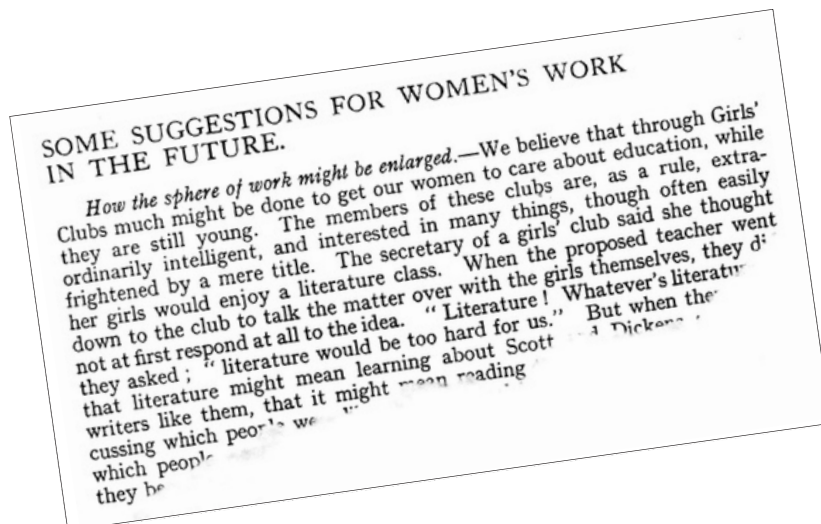 SOME SUGGESTIONS FOR WOMEN'S WORK
IN THE FUTURE.
How the sphere of work might be enlarged.—We believe that through Girls'
Clubs much might be done to get our women to care about education, while
they are still young. The members of these clubs are, as a rule, extra-
ordinarily intelligent, and interested in many things, though often easily
frightened by a mere title. The secretary of a girls' club said she thought
her girls would enjoy a literature class. When the proposed teacher went
down to the club to talk the matter over with the girls themselves, they
not at first respond at all to the idea. " Literature ! Whatever's
they asked ; " literature would be too hard for us." But when
that literature might mean learning about Scott Dickens
writers like them, that it might mean reading
cussing which
which
they